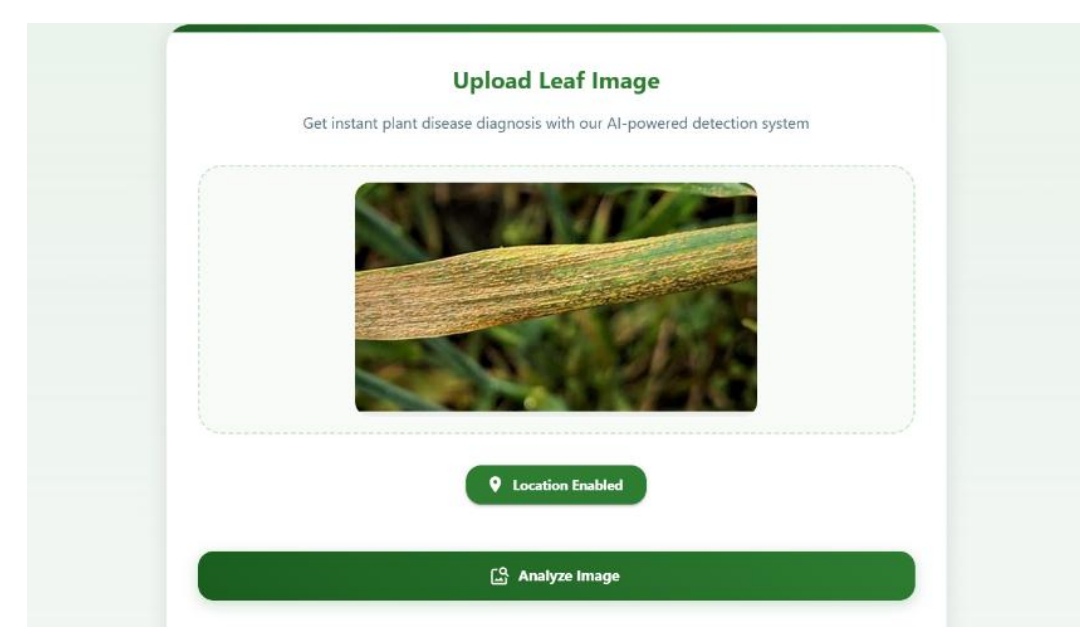 Upload Leaf Image
Get instant plant disease diagnosis with our AI-powered detection system
Location Enabled
Analyze Image